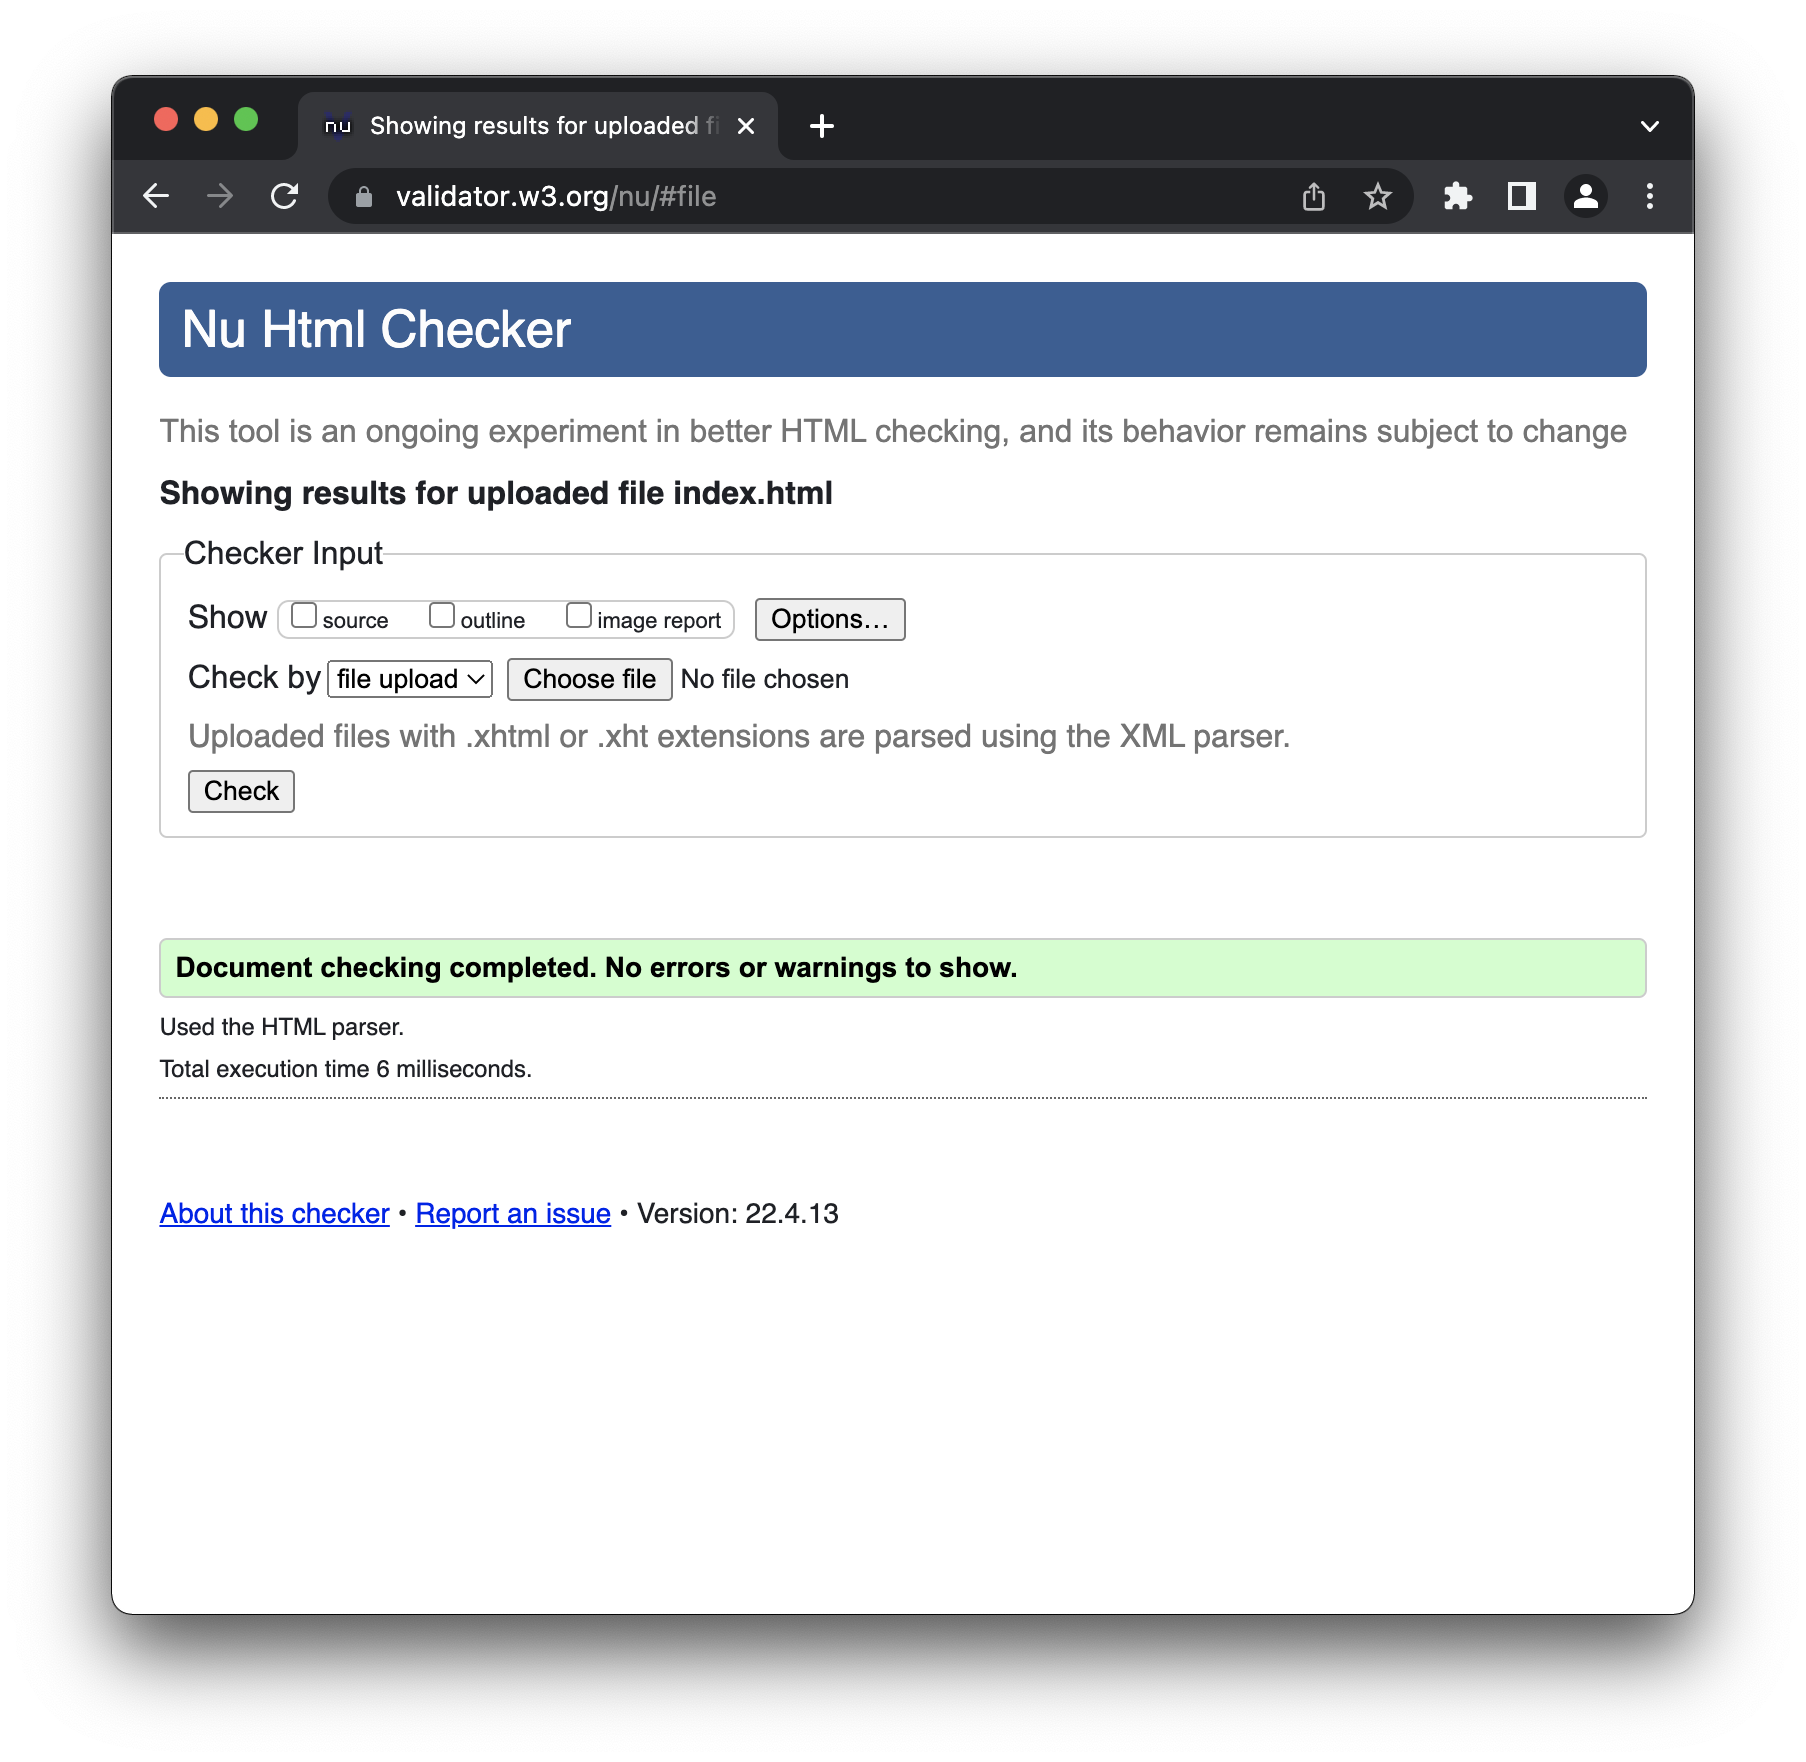 nu Showing results for uploaded fi
validator.w3.org/nu/#file
Nu Html Checker
This tool is an ongoing experiment in better HTML checking, and its behavior remains subject to change
Showing results for uploaded file index.html
Checker Input
Show source outline image report Options...
Check by file upload Choose file No file chosen
Uploaded files with .xhtml or .xht extensions are parsed using the XML parser.
Check
Document checking completed. No errors or warnings to show.
Used the HTML parser.
Total execution time 6 milliseconds.
About this checker • Report an issue • Version: 22.4.13